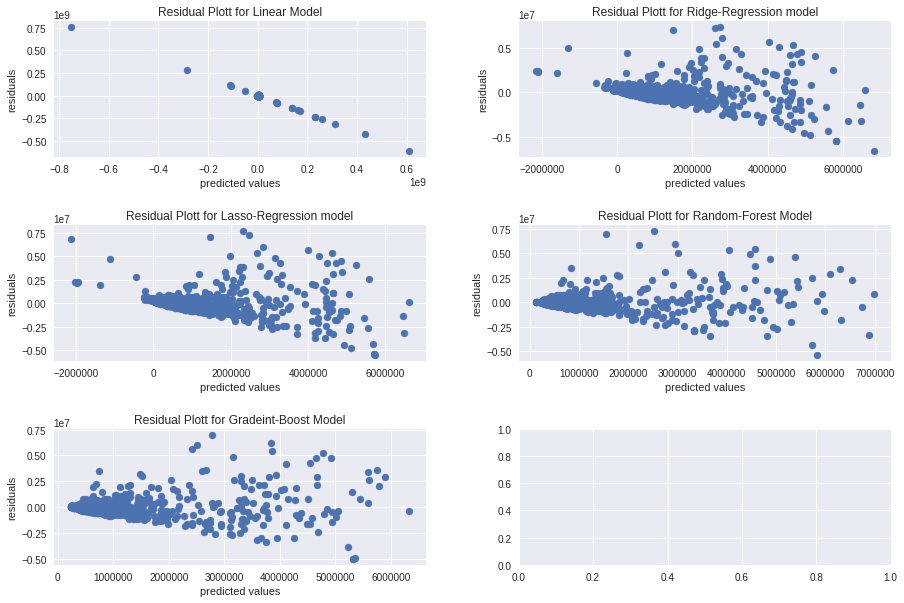 Residual Plott for Linear Model
1e9
0.75
0.50
0.25
0.00
−0.25
−0.50
residuals
−0.8 −0.6 −0.4 −0.2 0.0 0.2 0.4 0.6
1e9
predicted values
Residual Plott for Ridge-Regression model
1e7
0.5
0.0
−0.5
residuals
−2000000 0 2000000 4000000 6000000
predicted values
Residual Plott for Lasso-Regression model
1e7
0.75
0.50
0.25
0.00
−0.25
−0.50
residuals
−2000000 0 2000000 4000000 6000000
predicted values
Residual Plott for Random-Forest Model
1e7
0.75
0.50
0.25
0.00
−0.25
−0.50
residuals
0 1000000 2000000 3000000 4000000 5000000 6000000 7000000
predicted values
Residual Plott for Gradeint-Boost Model
1e7
0.75
0.50
0.25
0.00
−0.25
−0.50
residuals
0 1000000 2000000 3000000 4000000 5000000 6000000
predicted values
1.0
0.8
0.6
0.4
0.2
0.0
0.0 0.2 0.4 0.6 0.8 1.0